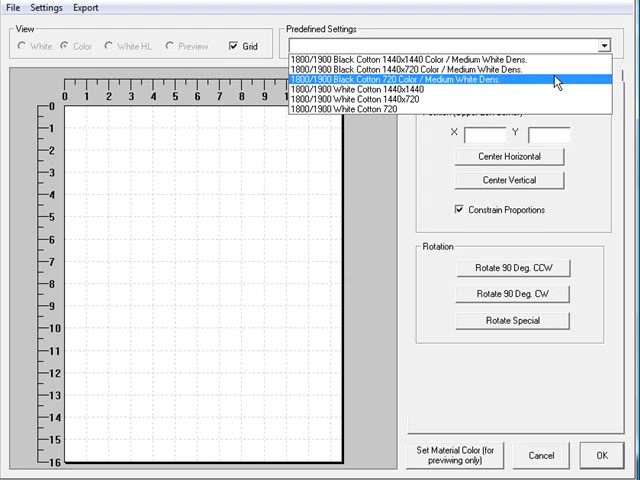 File Settings Export
View
White Color White HL Preview Grid
Predefined Settings
1800/1900 Black Cotton 1440x1440 Color / Medium White Dens.
1800/1900 Black Cotton 1440x720 Color / Medium White Dens.
1800/1900 Black Cotton 720 Color / Medium White Dens.
1800/1900 White Cotton 1440x1440
1800/1900 White Cotton 1440x720
1800/1900 White Cotton 720
X Y
Center Horizontal
Center Vertical
Constrain Proportions
Rotation
Rotate 90 Deg. CCW
Rotate 90 Deg. CW
Rotate Special
0 1 2 3 4 5 6 7 8 9
0
1
2
3
4
5
6
7
8
9
10
11
12
13
14
15
16
Set Material Color (for
previwing only)
Cancel
OK